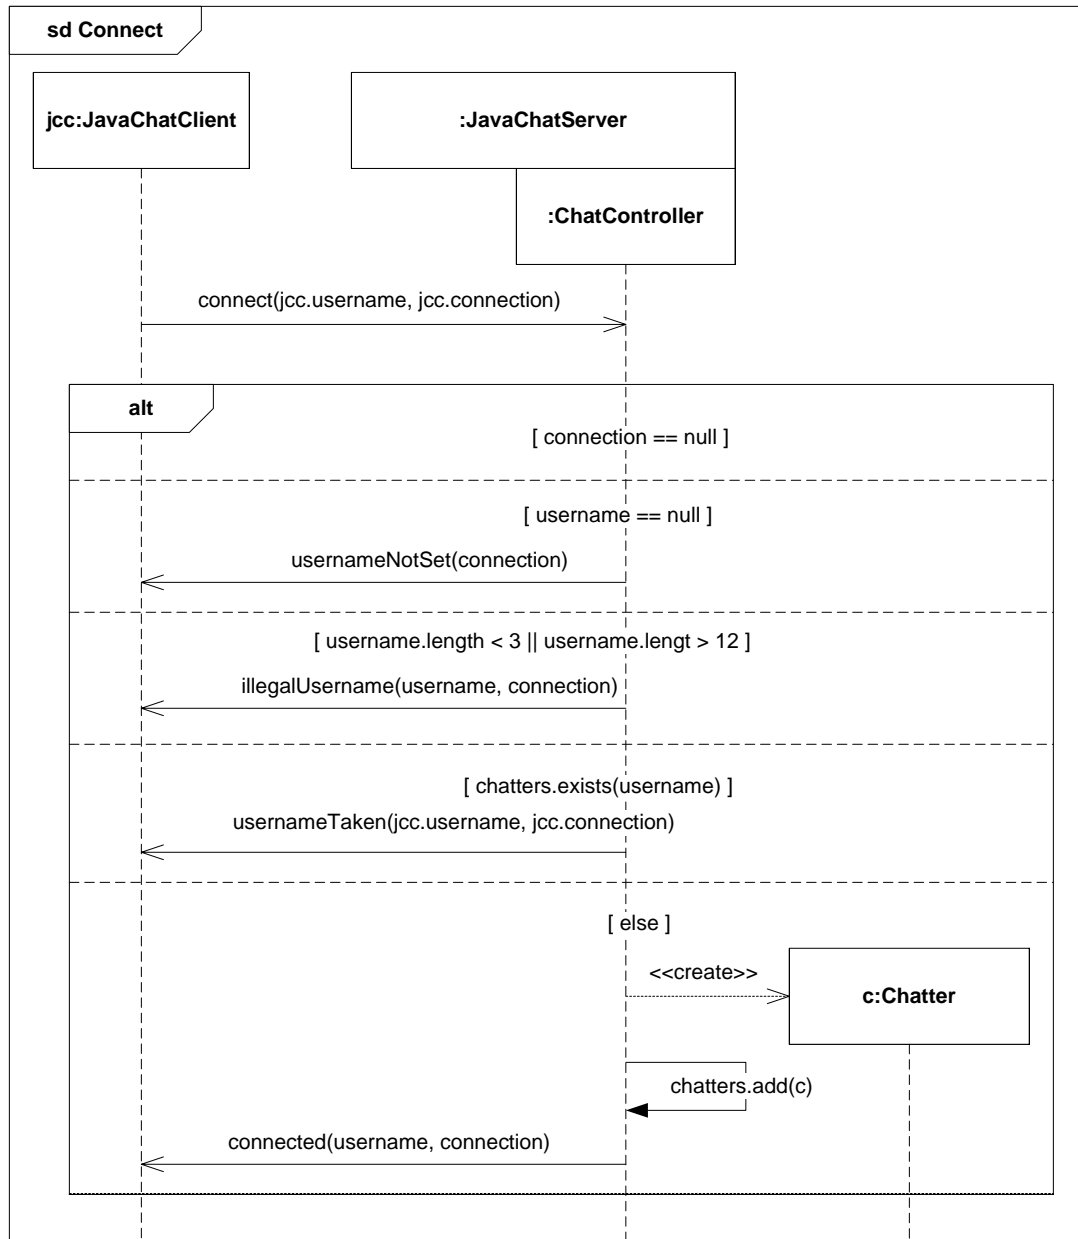 sd Connect
jcc:JavaChatClient
:JavaChatServer
:ChatController
connect(jcc.username, jcc.connection)
alt
[ connection == null ]
[ username == null ]
usernameNotSet(connection)
[ username.length < 3 || username.lengt > 12 ]
illegalUsername(username, connection)
[ chatters.exists(username) ]
usernameTaken(jcc.username, jcc.connection)
[ else ]
<<create>>
c:Chatter
chatters.add(c)
connected(username, connection)